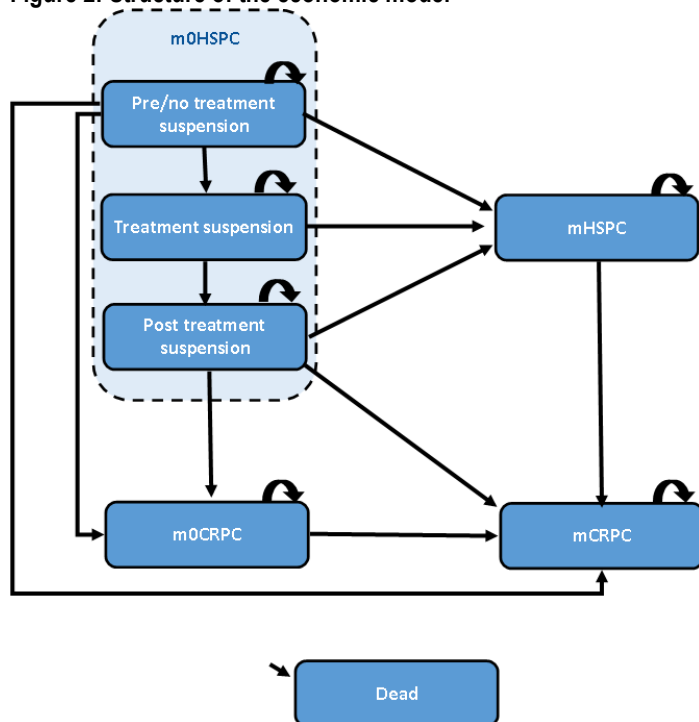 Figure 2: Structure of the economic model
m0HSPC
Pre/no treatment
suspension
Treatment suspension
mHSPC
Post treatment
suspension
m0CRPC
mCRPC
Dead